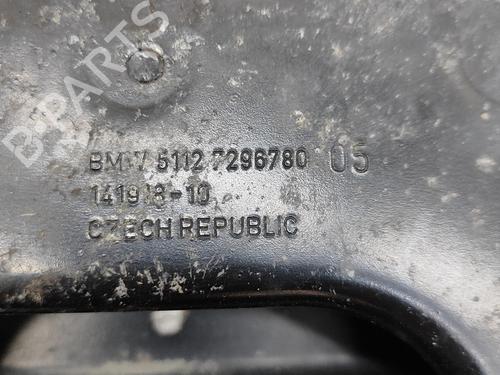 B-PARTS
BMW 5112 7296780 05
141918-10
CZECH REPUBLIC